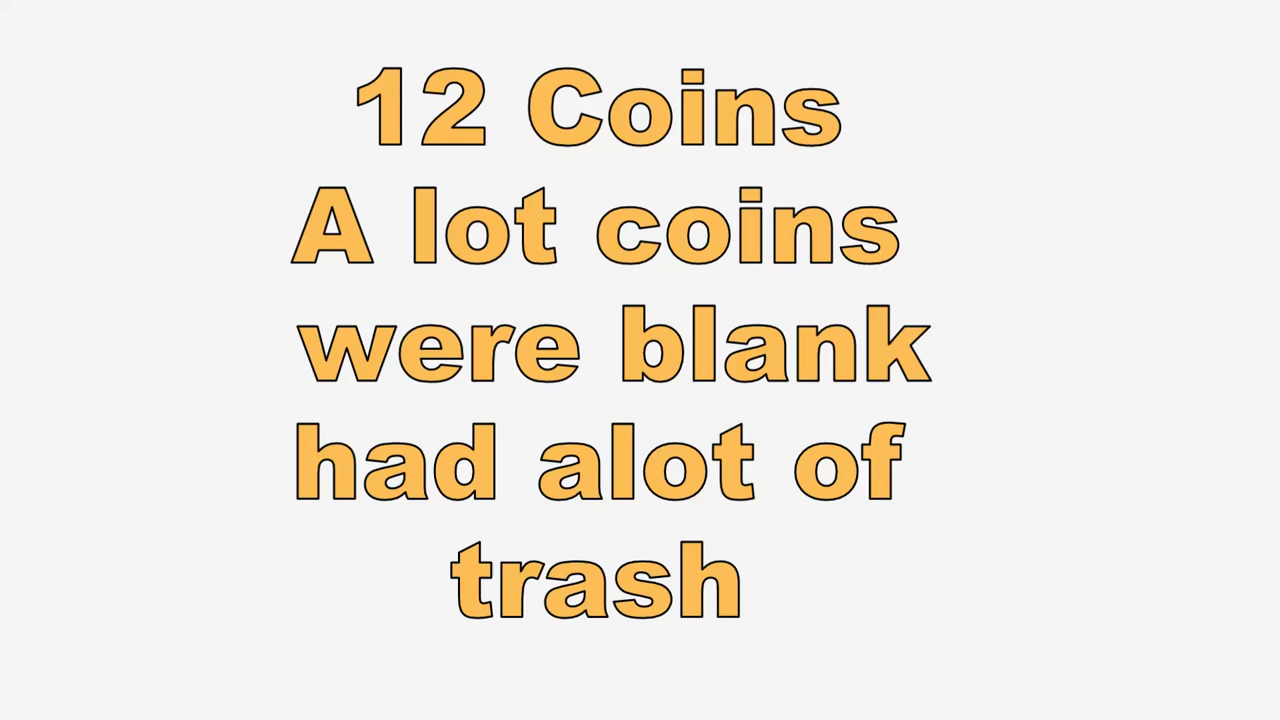 12 Coins
A lot coins
were blank
had alot of
trash